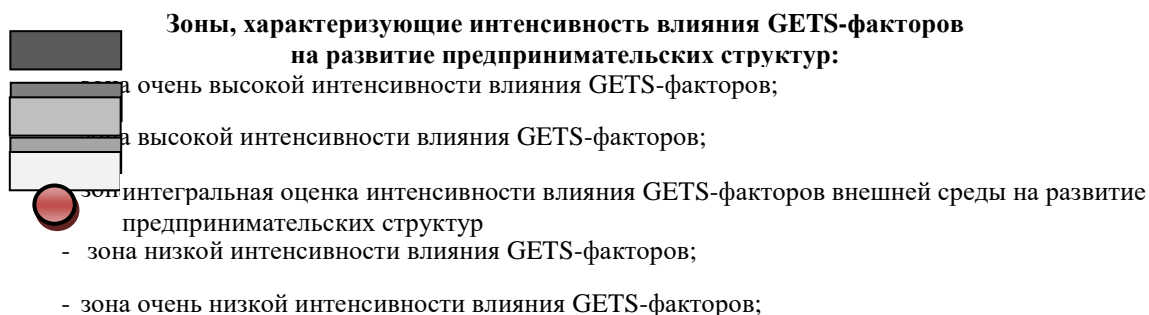 Зоны, характеризующие интенсивность влияния GETS-факторов
на развитие предпринимательских структур:
очень высокой интенсивности влияния GETS-факторов;
высокой интенсивности влияния GETS-факторов;
интегральная оценка интенсивности влияния GETS-факторов внешней среды на развитие
предпринимательских структур
- зона низкой интенсивности влияния GETS-факторов;
- зона очень низкой интенсивности влияния GETS-факторов;